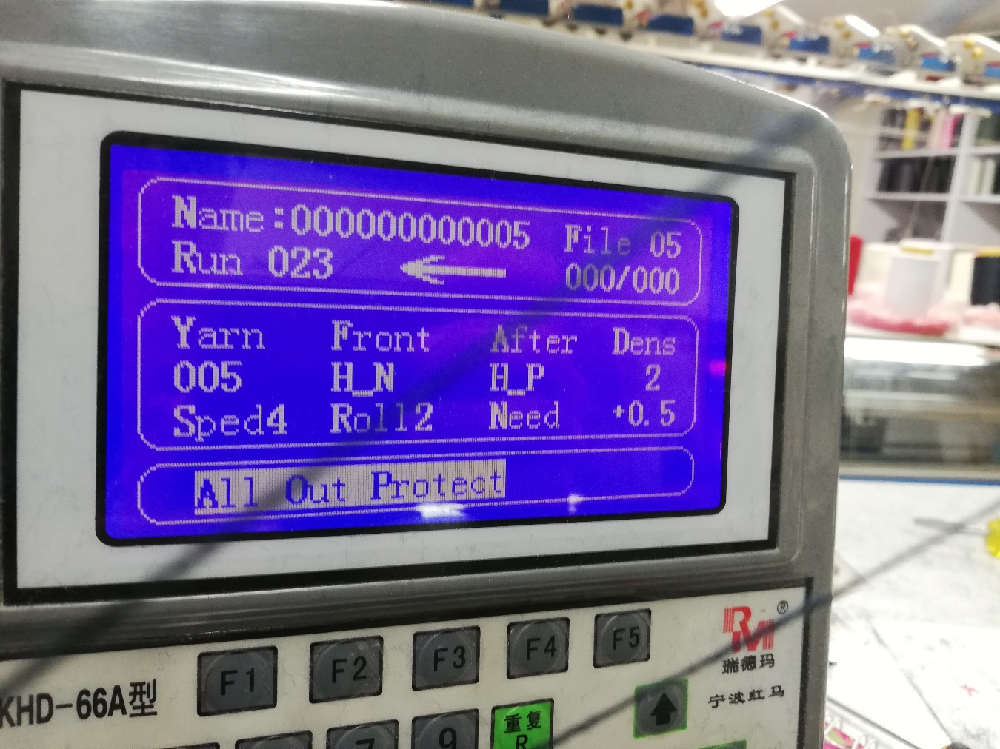 Name:000000000005 File 05
Run 023 ← 000/000
Yarn Front After Dens
005 H_N H_P 2
Sped4 Roll2 Need +0.5
All Out Protect
F1 F2 F3 F4 F5
RM®
瑞德玛
宁波红马
KHD-66A型
7 9 重复
R